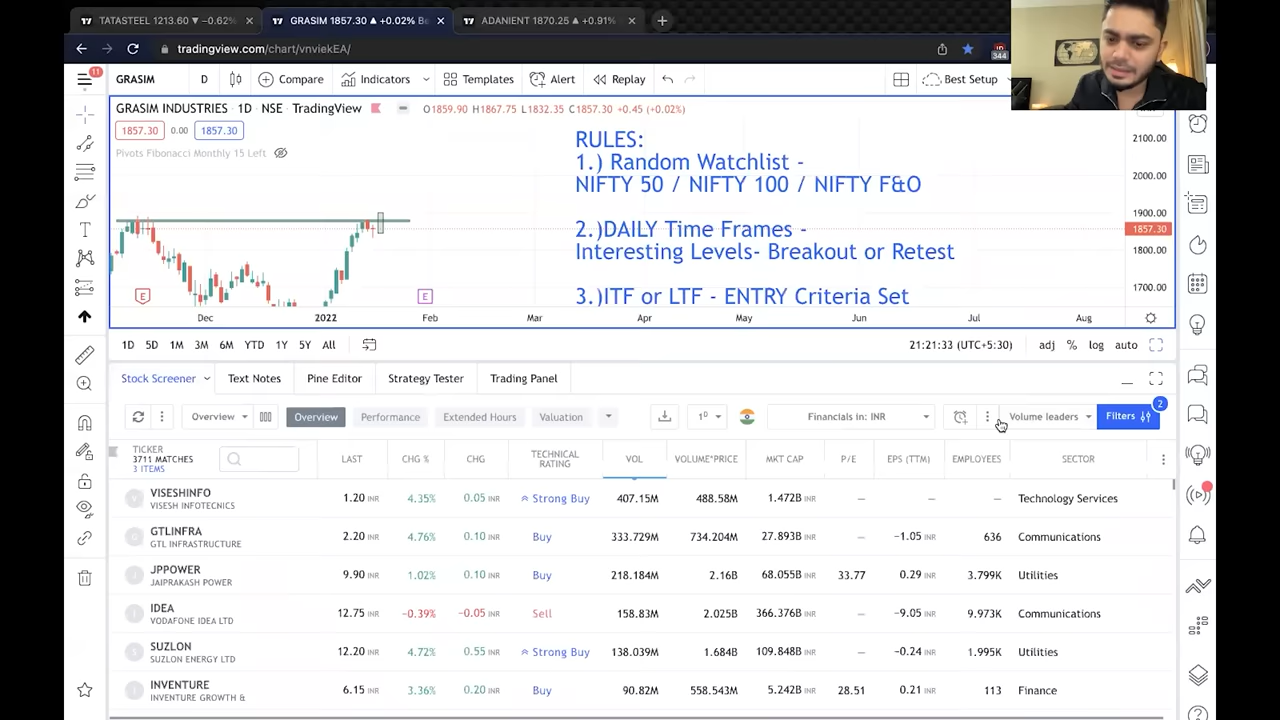 TATASTEEL 1213.60 ▼ −0.62%
GRASIM 1857.30 ▲ +0.02% Be
ADANIENT 1870.25 ▲ +0.91%
tradingview.com/chart/vnviekEA/
344
11
GRASIM D Compare Indicators Templates Alert Replay Best Setup
GRASIM INDUSTRIES · 1D · NSE · TradingView O1859.90 H1867.75 L1832.35 C1857.30 +0.45 (+0.02%)
1857.30 0.00 1857.30
Pivots Fibonacci Monthly 15 Left
RULES:
1.) Random Watchlist -
NIFTY 50 / NIFTY 100 / NIFTY F&O
2.)DAILY Time Frames -
Interesting Levels- Breakout or Retest
3.)ITF or LTF - ENTRY Criteria Set
2100.00
2000.00
1900.00
1857.30
1800.00
1700.00
E E
Dec 2022 Feb Mar Apr May Jun Jul Aug
1D 5D 1M 3M 6M YTD 1Y 5Y All 21:21:33 (UTC+5:30) adj % log auto
Stock Screener Text Notes Pine Editor Strategy Tester Trading Panel
Overview Overview Performance Extended Hours Valuation 1D Financials in: INR Volume leaders Filters 2
TICKER LAST CHG % CHG TECHNICAL RATING VOL VOLUME*PRICE MKT CAP P/E EPS (TTM) EMPLOYEES SECTOR
3711 MATCHES
3 ITEMS
VISESHINFO 1.20 INR 4.35% 0.05 INR Strong Buy 407.15M 488.58M 1.472B INR — — — Technology Services
VISESH INFOTECNICS
GTLINFRA 2.20 INR 4.76% 0.10 INR Buy 333.729M 734.204M 27.893B INR — −1.05 INR 636 Communications
GTL INFRASTRUCTURE
JPPOWER 9.90 INR 1.02% 0.10 INR Buy 218.184M 2.16B 68.055B INR 33.77 0.29 INR 3.799K Utilities
JAIPRAKASH POWER
IDEA 12.75 INR −0.39% −0.05 INR Sell 158.83M 2.025B 366.376B INR — −9.05 INR 9.973K Communications
VODAFONE IDEA LTD
SUZLON 12.20 INR 4.72% 0.55 INR Strong Buy 138.039M 1.684B 109.848B INR — −0.24 INR 1.995K Utilities
SUZLON ENERGY LTD
INVENTURE 6.15 INR 3.36% 0.20 INR Buy 90.82M 558.543M 5.242B INR 28.51 0.21 INR 113 Finance
INVENTURE GROWTH &